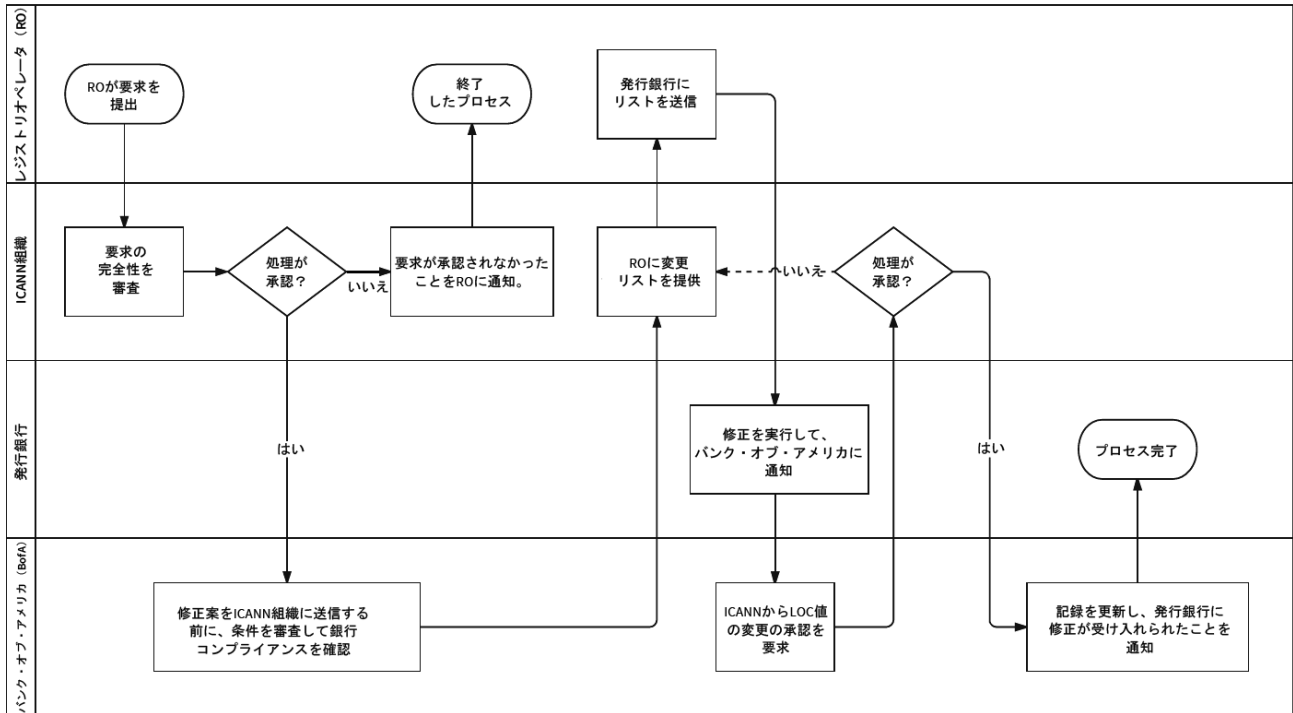 レジストリオペレータ（RO）
ROが要求を
提出
終了
したプロセス
発行銀行に
リストを送信
ICANN組織
要求の
完全性を
審査
処理が
承認？
いいえ
要求が承認されなかった
ことをROに通知。
ROに変更
リストを提供
いいえ
処理が
承認？
発行銀行
はい
修正を実行して、
バンク・オブ・アメリカに
通知
はい
プロセス完了
バンク・オブ・アメリカ（BofA）
修正案をICANN組織に送信する
前に、条件を審査して銀行
コンプライアンスを確認
ICANNからLOC値
の変更の承認を
要求
記録を更新し、発行銀行に
修正が受け入れられたことを
通知